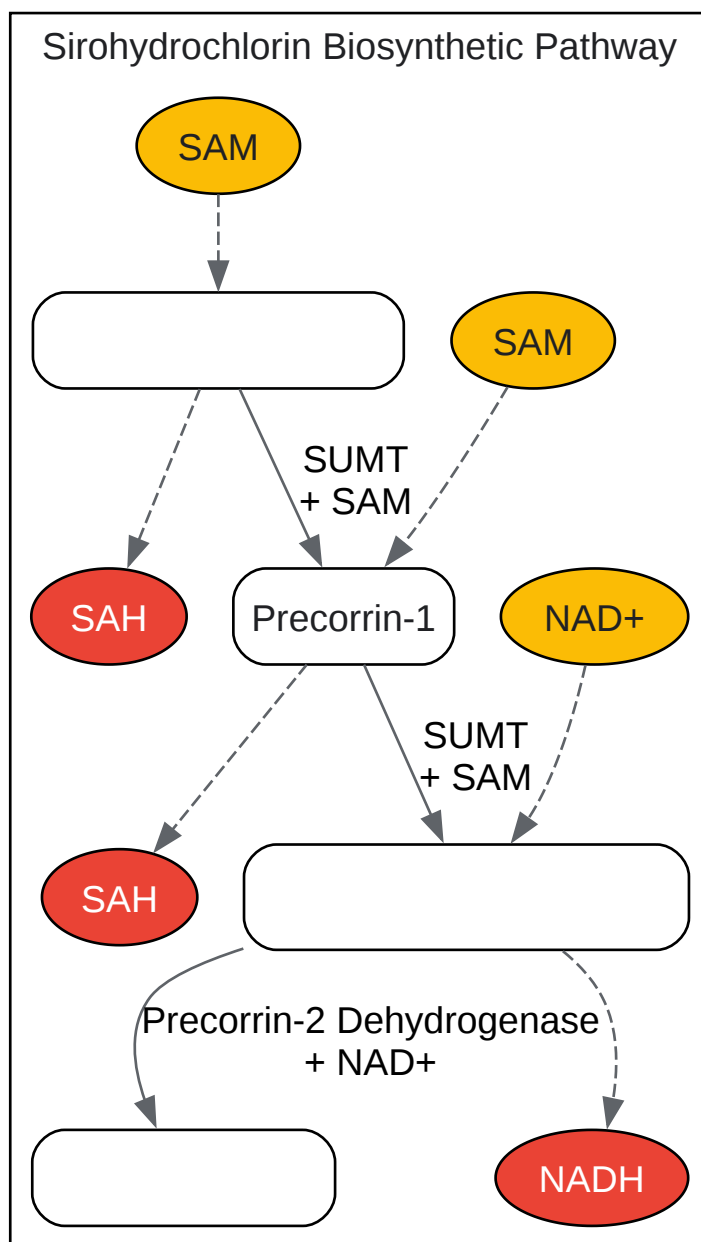 Sirohydrochlorin Biosynthetic Pathway
SAM
SAM
SUMT
+ SAM
SAH
Precorrin-1
NAD+
SUMT
+ SAM
SAH
Precorrin-2 Dehydrogenase
+ NAD+
NADH